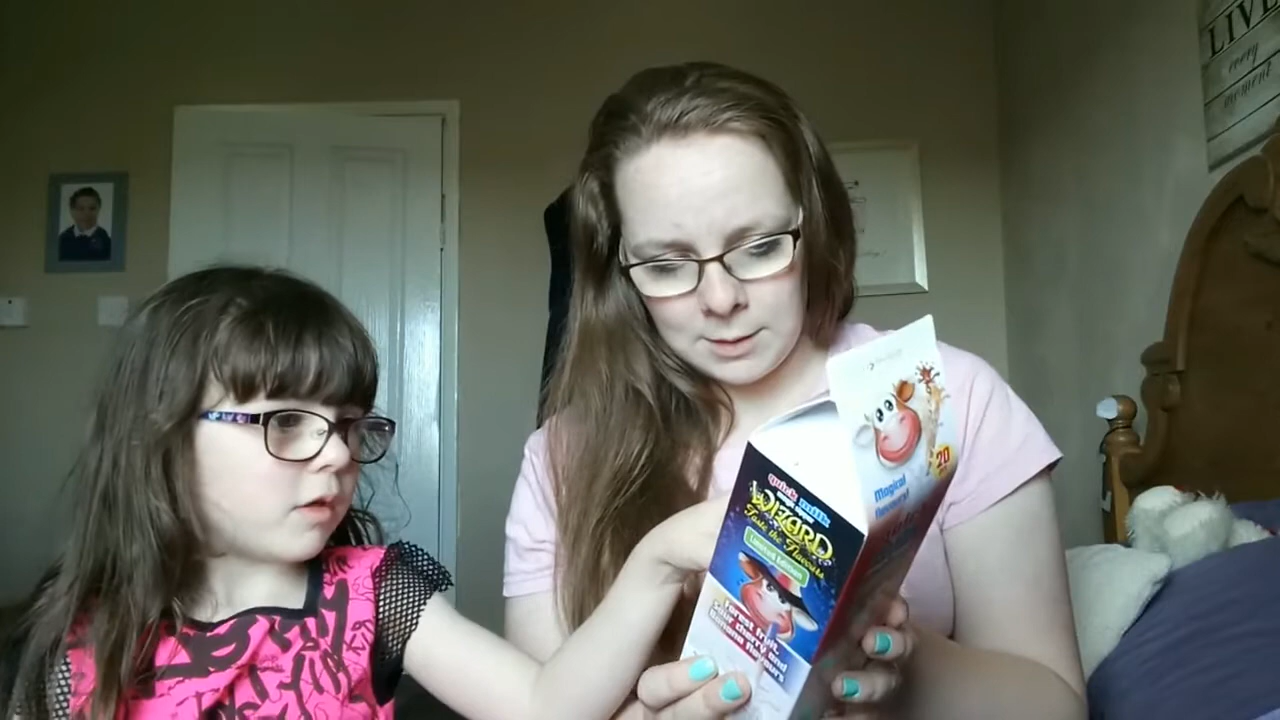 LIVE
every
moment
quick milk
WIZARD
Taste the Flavours
Limited Edition
Forest fruit,
Sour cherry and
banana flavours
20
Magical
flavours!